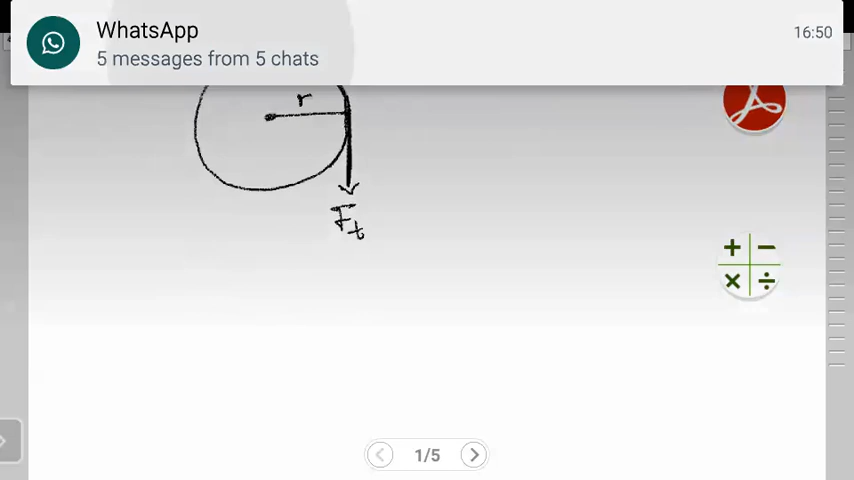 WhatsApp
16:50
5 messages from 5 chats
r
Ft
+ −
× ÷
1/5